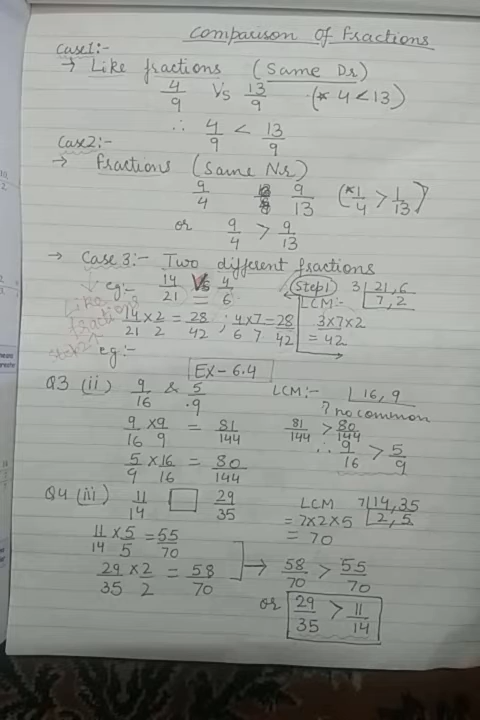 Comparison of Fractions
Case1:-
→ Like fractions (Same Dr)
4/9 Vs 13/9 (* 4 < 13)
∴ 4/9 < 13/9
Case2:-
→ Fractions (Same Nr)
9/4 9/13 (* 1/4 > 1/13)
or 9/4 > 9/13
→ Case 3:- Two different fractions
eg:- 14/21 Vs 4/6 Step1 3 | 21, 6
Like fractions LCM:- 7, 2
14/21 × 2/2 = 28/42 ; 4/6 × 7/7 = 28/42 3×7×2
= 42
eg:-
EX-6.4
Q3 (ii) 9/16 & 5/9 LCM:- 16, 9
? no common
9/16 × 9/9 = 81/144 81/144 > 80/144
∴ 9/16 > 5/9
5/9 × 16/16 = 80/144
Q4 (iii) 11/14 □ 29/35 LCM 7 | 14, 35
= 7×2×5 2, 5
11/14 × 5/5 = 55/70 = 70
29/35 × 2/2 = 58/70 → 58/70 > 55/70
or 29/35 > 11/14